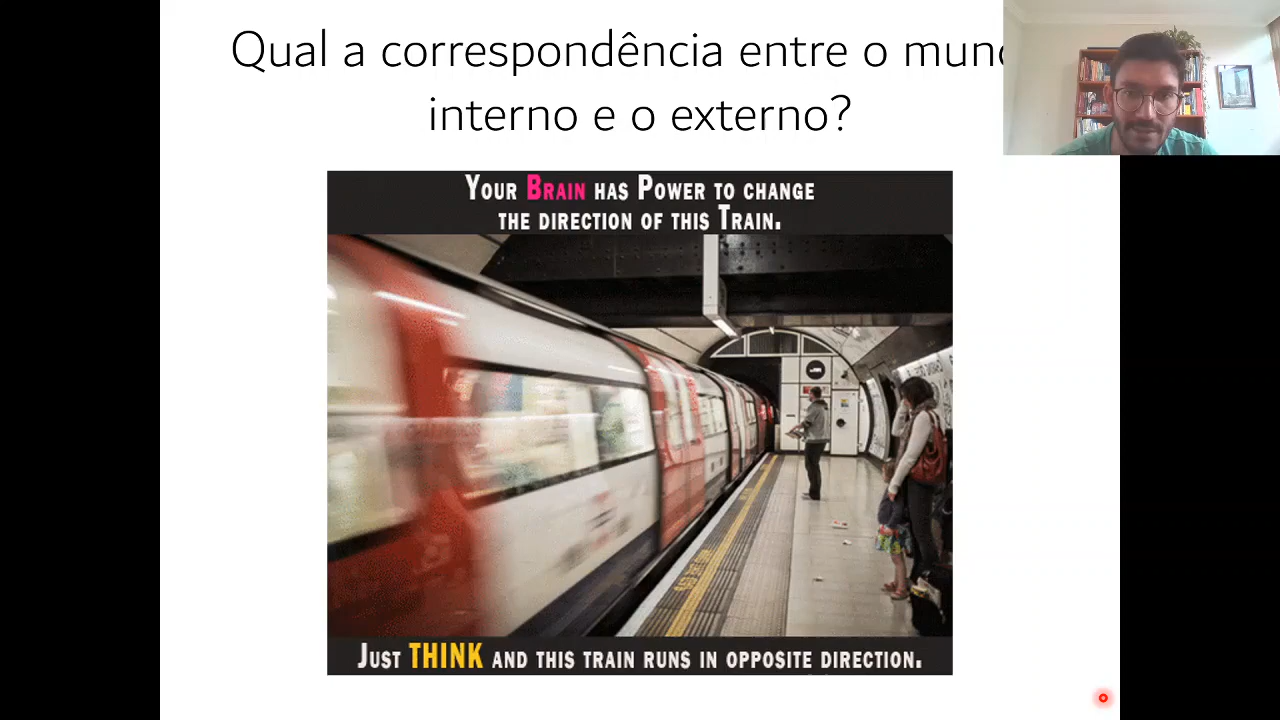 Qual a correspondência entre o mun
interno e o externo?
YOUR BRAIN HAS POWER TO CHANGE
THE DIRECTION OF THIS TRAIN.
JUST THINK AND THIS TRAIN RUNS IN OPPOSITE DIRECTION.